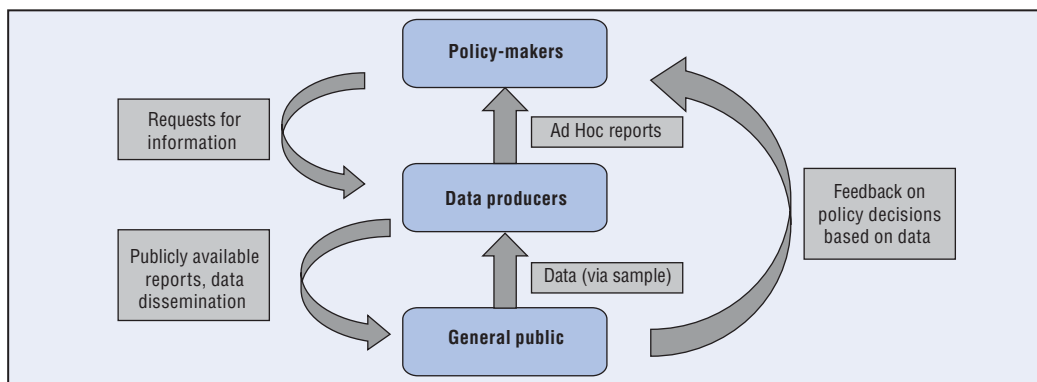 Policy-makers
Requests for
information
Ad Hoc reports
Data producers
Feedback on
policy decisions
based on data
Publicly available
reports, data
dissemination
Data (via sample)
General public